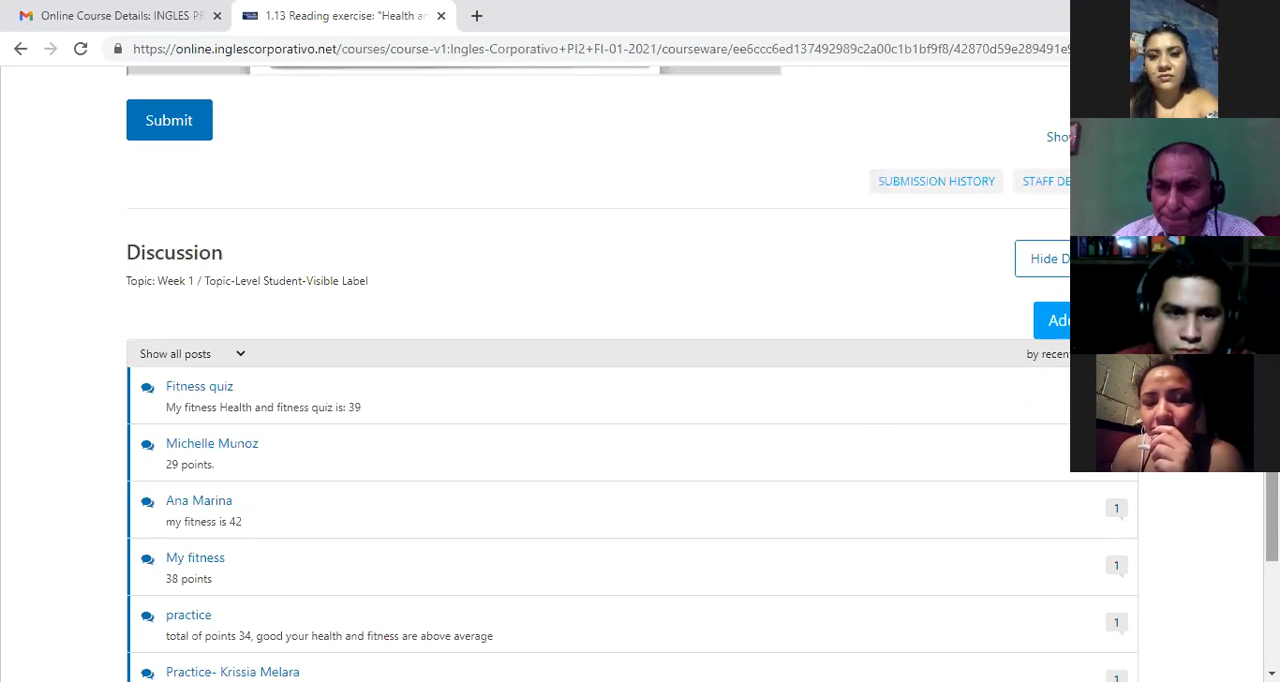 Online Course Details: INGLES PR
1.13 Reading exercise: "Health an
https://online.inglescorporativo.net/courses/course-v1:Ingles-Corporativo+PI2+FI-01-2021/courseware/ee6ccc6ed137492989c2a00c1b1bf9f8/42870d59e289491e9
Submit
Sho
SUBMISSION HISTORY STAFF DE
Discussion
Hide D
Topic: Week 1 / Topic-Level Student-Visible Label
Ad
Show all posts by recen
Fitness quiz
My fitness Health and fitness quiz is: 39
Michelle Munoz
29 points.
Ana Marina
1
my fitness is 42
My fitness
1
38 points
practice
1
total of points 34, good your health and fitness are above average
Practice- Krissia Melara
1